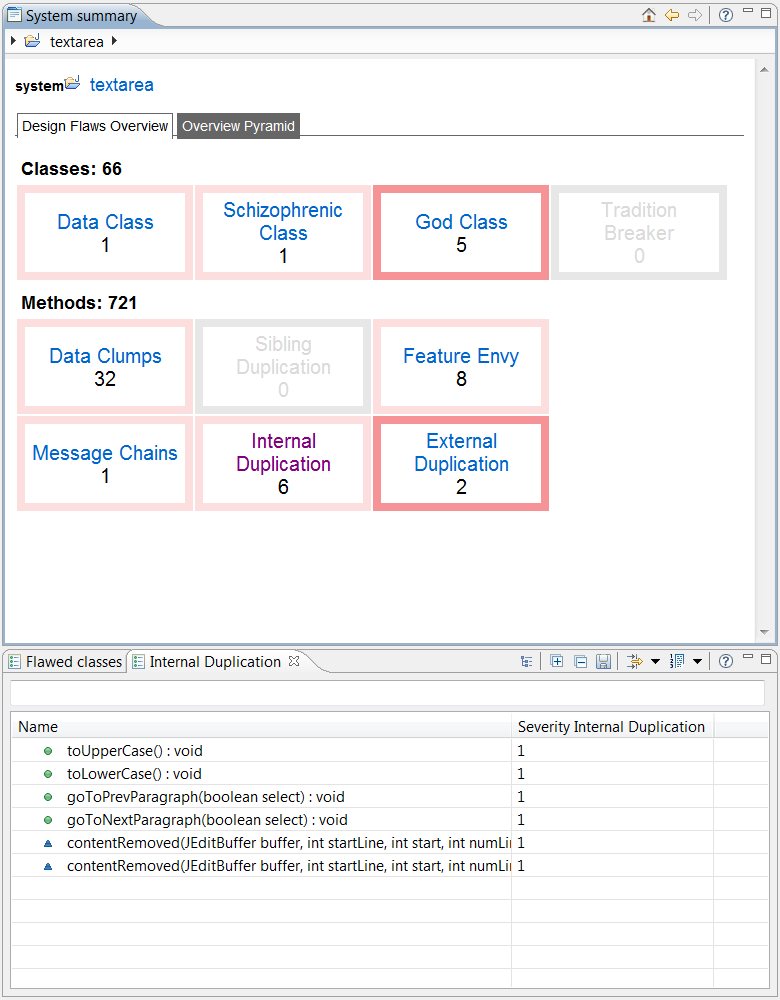 System summary
textarea
system textarea
Design Flaws Overview Overview Pyramid
Classes: 66
Data Class
1
Schizophrenic
Class
1
God Class
5
Tradition
Breaker
0
Methods: 721
Data Clumps
32
Sibling
Duplication
0
Feature Envy
8
Message Chains
1
Internal
Duplication
6
External
Duplication
2
Flawed classes Internal Duplication
Name Severity Internal Duplication
toUpperCase() : void 1
toLowerCase() : void 1
goToPrevParagraph(boolean select) : void 1
goToNextParagraph(boolean select) : void 1
contentRemoved(JEditBuffer buffer, int startLine, int start, int numLi 1
contentRemoved(JEditBuffer buffer, int startLine, int start, int numLi 1